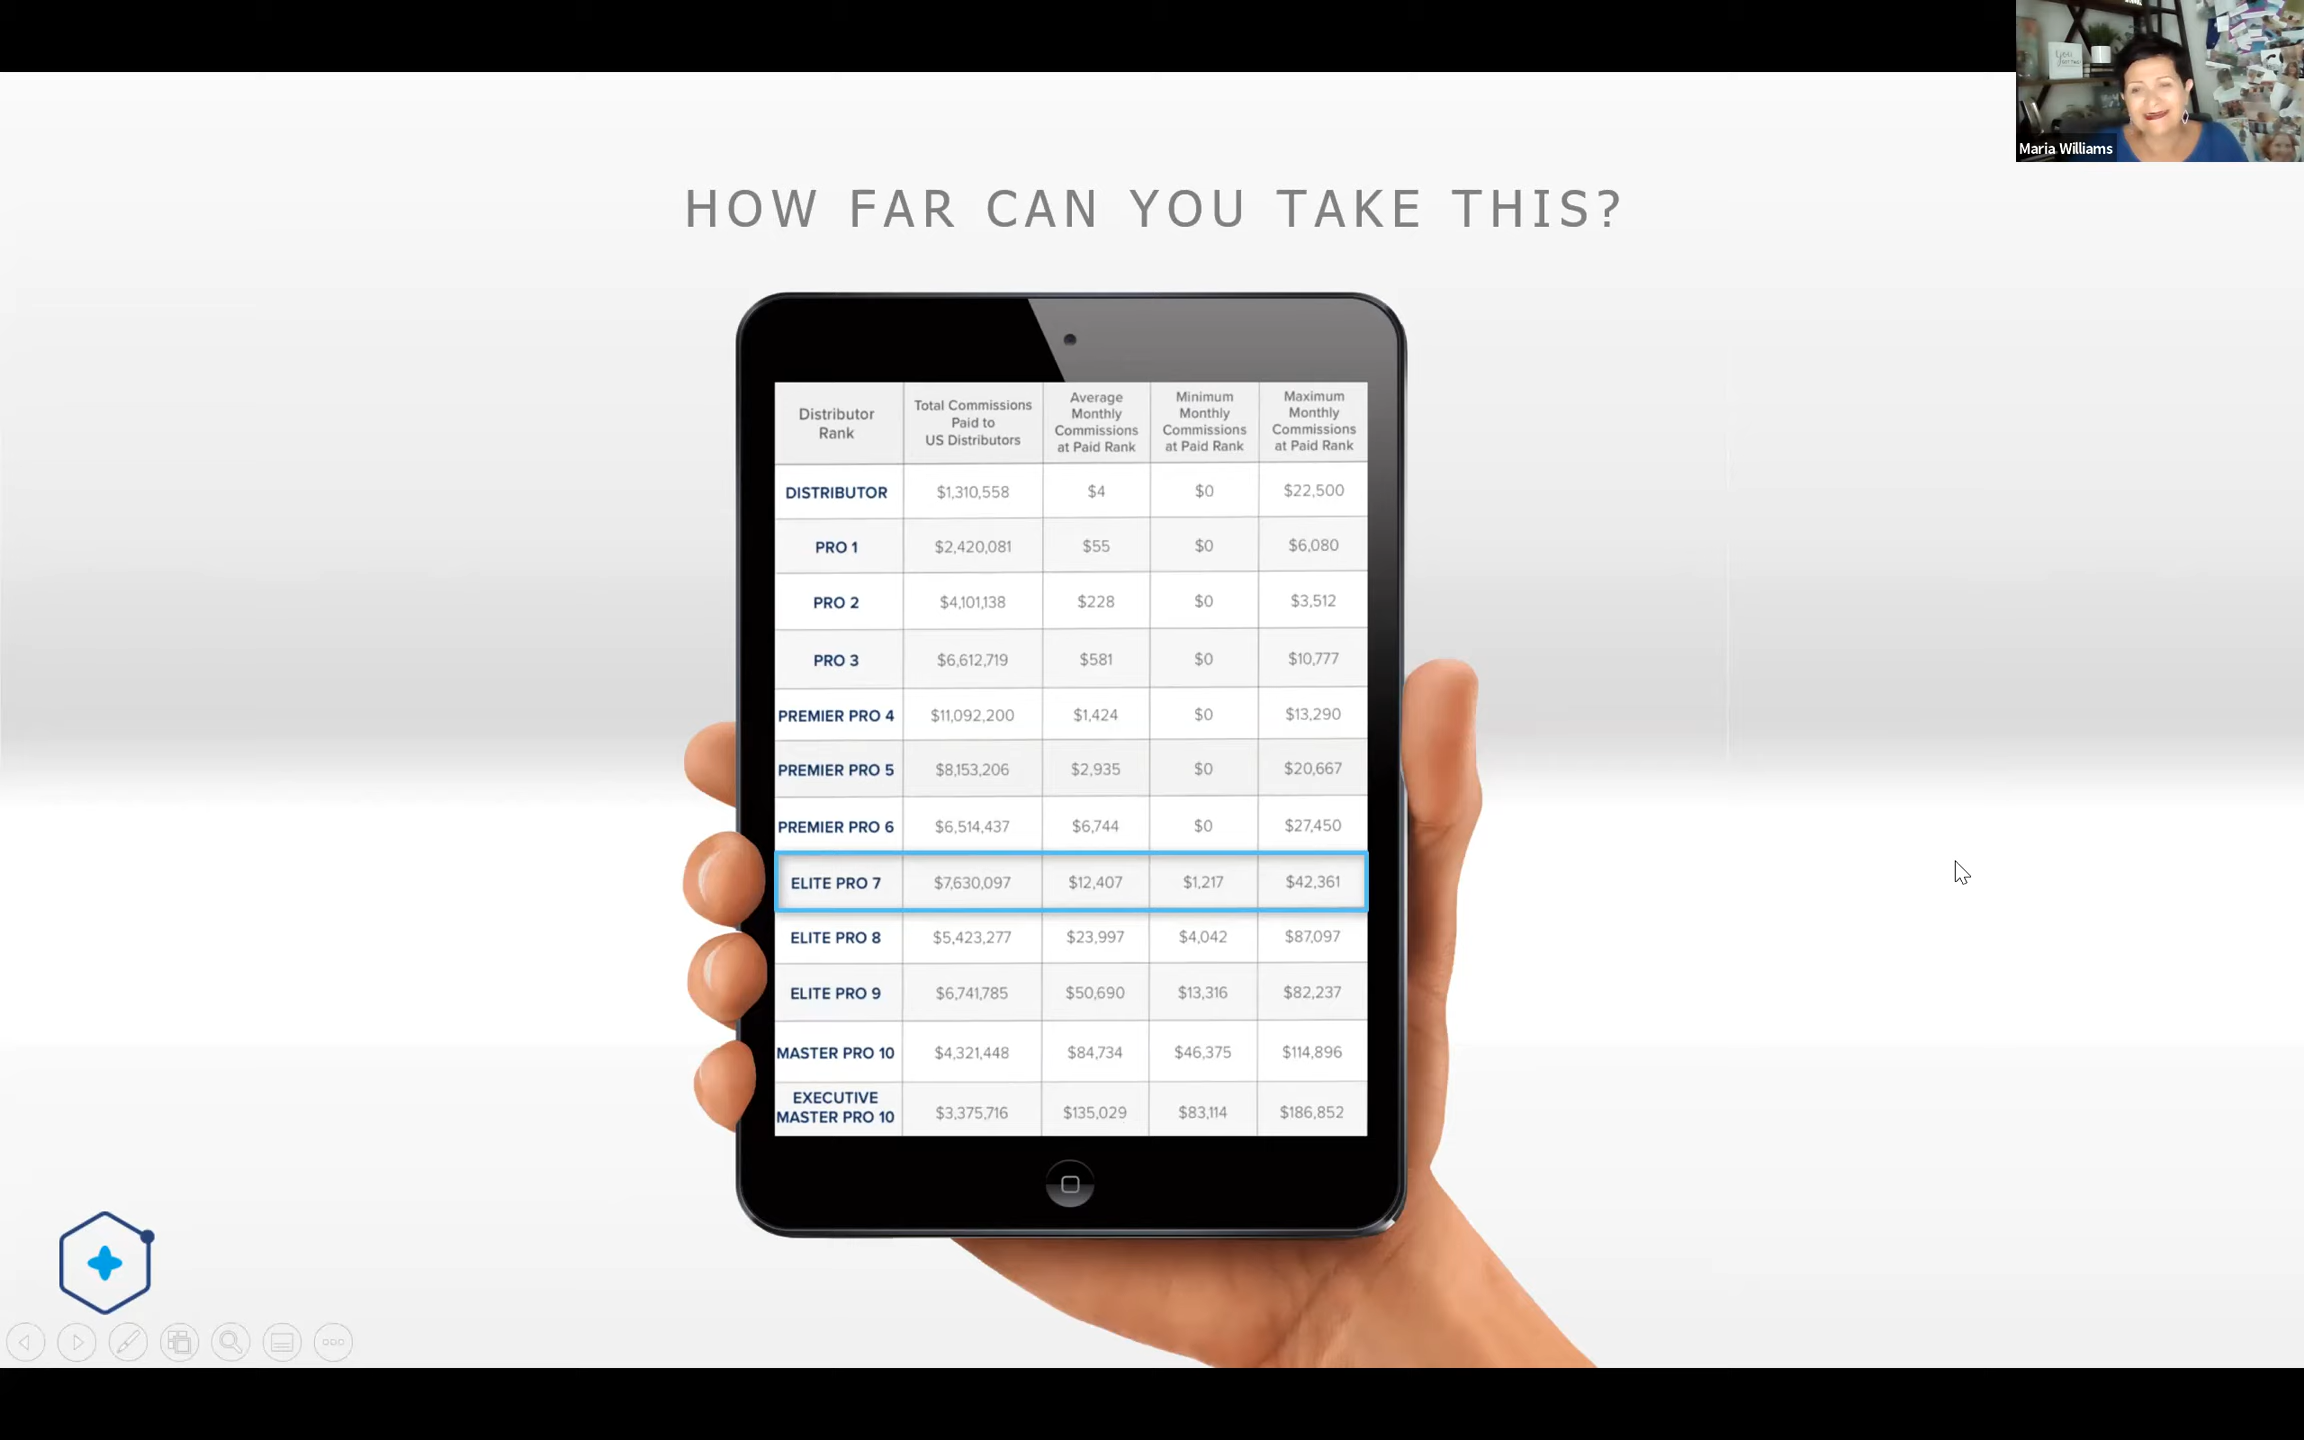 Maria Williams
HOW FAR CAN YOU TAKE THIS?
Distributor
Rank
Total Commissions
Paid to
US Distributors
Average
Monthly
Commissions
at Paid Rank
Minimum
Monthly
Commissions
at Paid Rank
Maximum
Monthly
Commissions
at Paid Rank
DISTRIBUTOR $1,310,558 $4 $0 $22,500
PRO 1 $2,420,081 $55 $0 $6,080
PRO 2 $4,101,138 $228 $0 $3,512
PRO 3 $6,612,719 $581 $0 $10,777
PREMIER PRO 4 $11,092,200 $1,424 $0 $13,290
PREMIER PRO 5 $8,153,206 $2,935 $0 $20,667
PREMIER PRO 6 $6,514,437 $6,744 $0 $27,450
ELITE PRO 7 $7,630,097 $12,407 $1,217 $42,361
ELITE PRO 8 $5,423,277 $23,997 $4,042 $87,097
ELITE PRO 9 $6,741,785 $50,690 $13,316 $82,237
MASTER PRO 10 $4,321,448 $84,734 $46,375 $114,896
EXECUTIVE
MASTER PRO 10 $3,375,716 $135,029 $83,114 $186,852